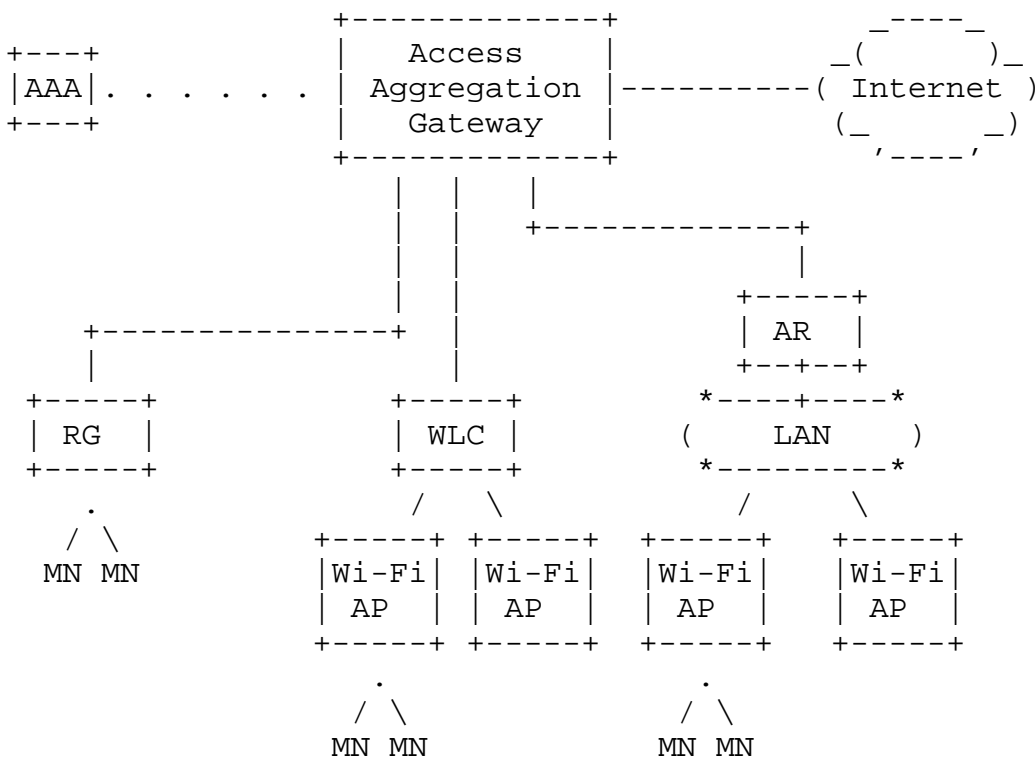 Access
AAA Aggregation Internet
Gateway
AR
RG WLC LAN
MN MN Wi-Fi Wi-Fi Wi-Fi Wi-Fi
AP AP AP AP
MN MN MN MN